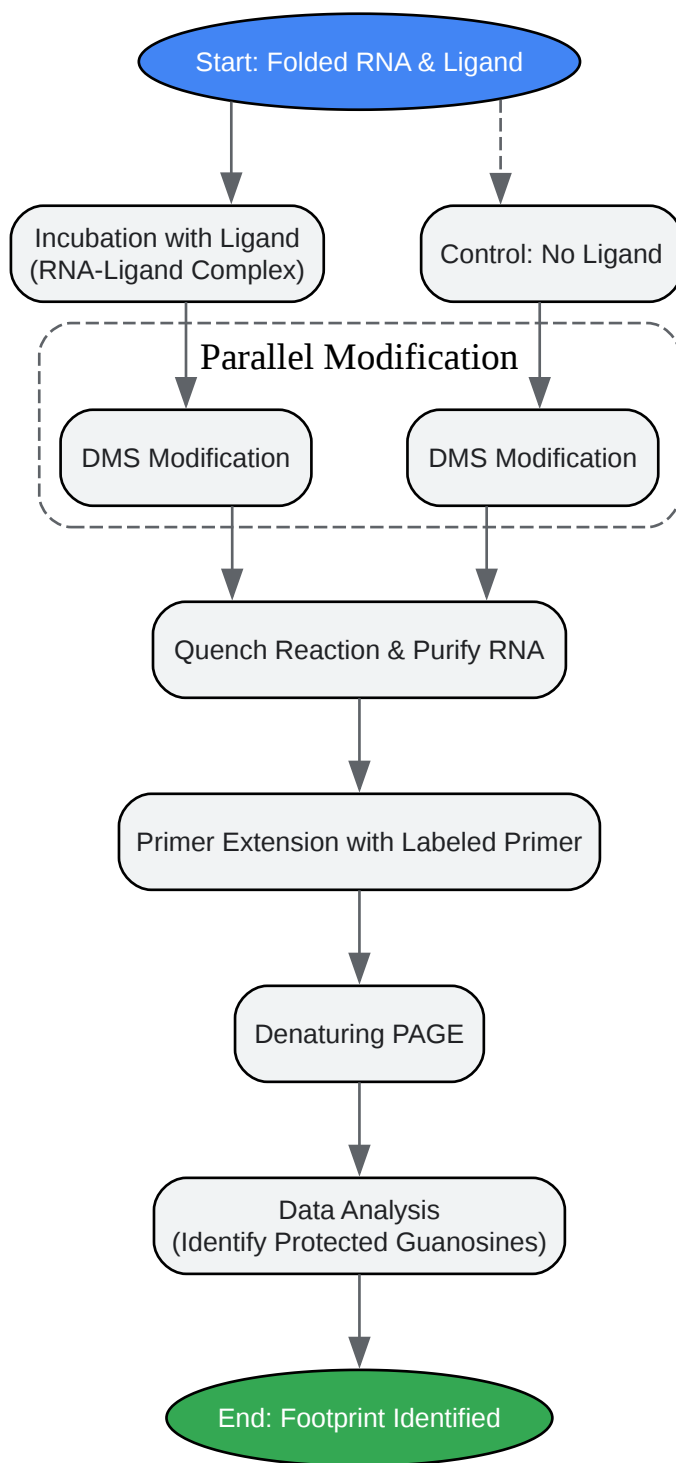 Start: Folded RNA & Ligand
Incubation with Ligand
(RNA-Ligand Complex)
Control: No Ligand
Parallel Modification
DMS Modification
DMS Modification
Quench Reaction & Purify RNA
Primer Extension with Labeled Primer
Denaturing PAGE
Data Analysis
(Identify Protected Guanosines)
End: Footprint Identified